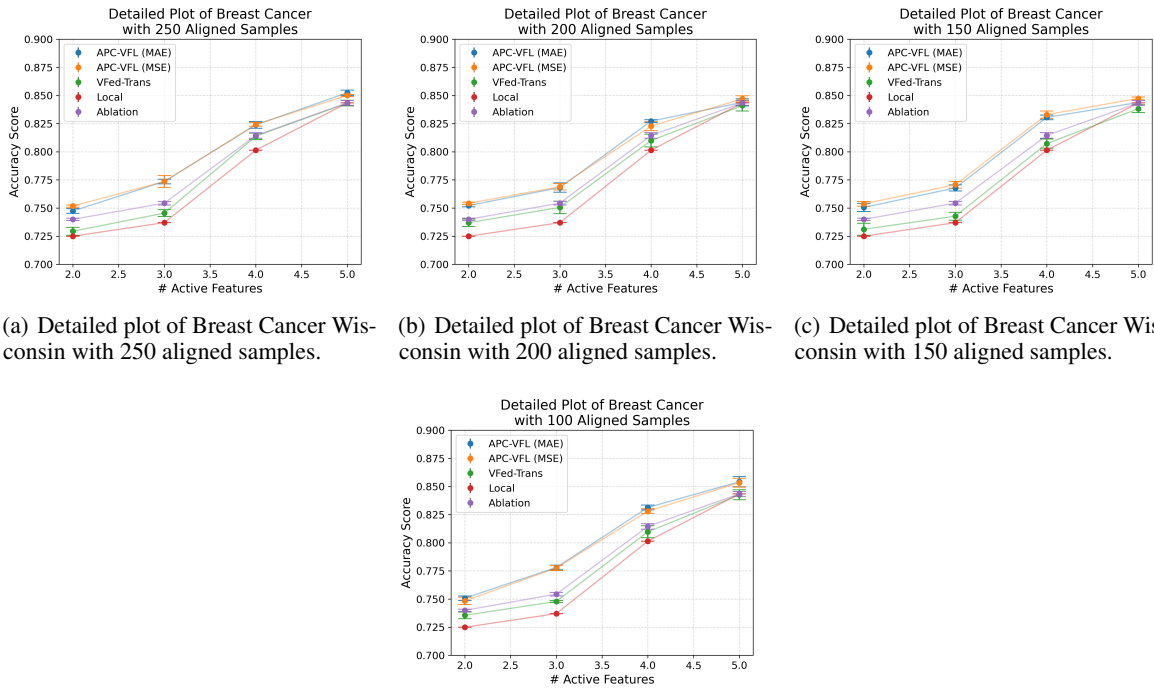 Detailed Plot of Breast Cancer
with 250 Aligned Samples
0.900
0.875
0.850
0.825
0.800
0.775
0.750
0.725
0.700
Accuracy Score
APC-VFL (MAE)
APC-VFL (MSE)
VFed-Trans
Local
Ablation
2.0 2.5 3.0 3.5 4.0 4.5 5.0
# Active Features
Detailed Plot of Breast Cancer
with 200 Aligned Samples
0.900
0.875
0.850
0.825
0.800
0.775
0.750
0.725
0.700
Accuracy Score
APC-VFL (MAE)
APC-VFL (MSE)
VFed-Trans
Local
Ablation
2.0 2.5 3.0 3.5 4.0 4.5 5.0
# Active Features
Detailed Plot of Breast Cancer
with 150 Aligned Samples
0.900
0.875
0.850
0.825
0.800
0.775
0.750
0.725
0.700
Accuracy Score
APC-VFL (MAE)
APC-VFL (MSE)
VFed-Trans
Local
Ablation
2.0 2.5 3.0 3.5 4.0 4.5 5.0
# Active Features
(a) Detailed plot of Breast Cancer Wis-
consin with 250 aligned samples.
(b) Detailed plot of Breast Cancer Wis-
consin with 200 aligned samples.
(c) Detailed plot of Breast Cancer Wis
consin with 150 aligned samples.
Detailed Plot of Breast Cancer
with 100 Aligned Samples
0.900
0.875
0.850
0.825
0.800
0.775
0.750
0.725
0.700
Accuracy Score
APC-VFL (MAE)
APC-VFL (MSE)
VFed-Trans
Local
Ablation
2.0 2.5 3.0 3.5 4.0 4.5 5.0
# Active Features